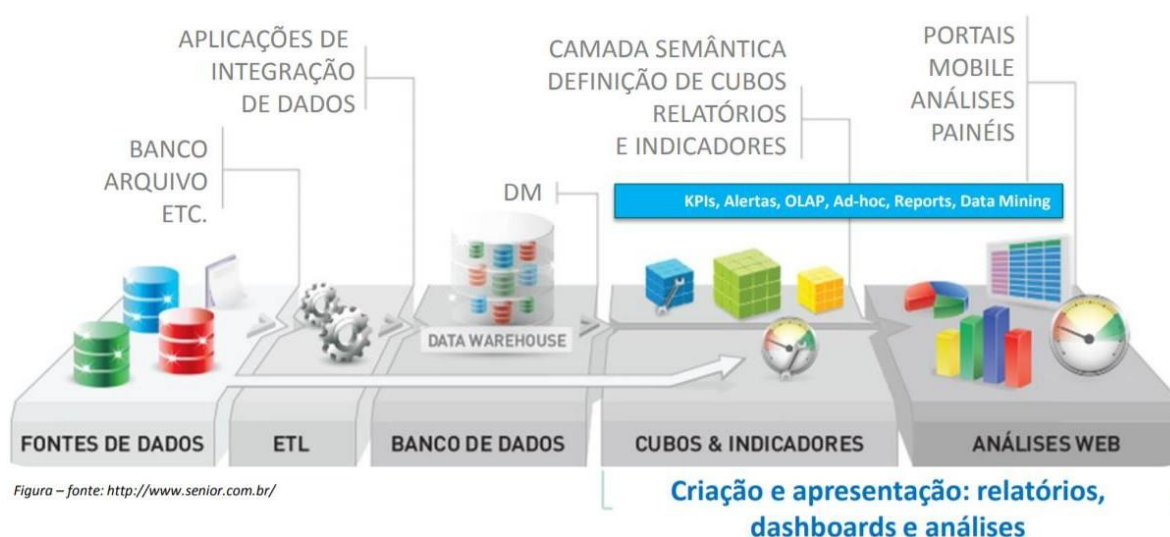 APLICAÇÕES DE
INTEGRAÇÃO
DE DADOS
BANCO
ARQUIVO
ETC.
DM
CAMADA SEMÂNTICA
DEFINIÇÃO DE CUBOS
RELATÓRIOS
E INDICADORES
PORTAIS
MOBILE
ANÁLISES
PAINÉIS
KPIs, Alertas, OLAP, Ad-hoc, Reports, Data Mining
DATA WAREHOUSE
FONTES DE DADOS
ETL
BANCO DE DADOS
CUBOS & INDICADORES
ANÁLISES WEB
Figura – fonte: http://www.senior.com.br/
Criação e apresentação: relatórios,
dashboards e análises